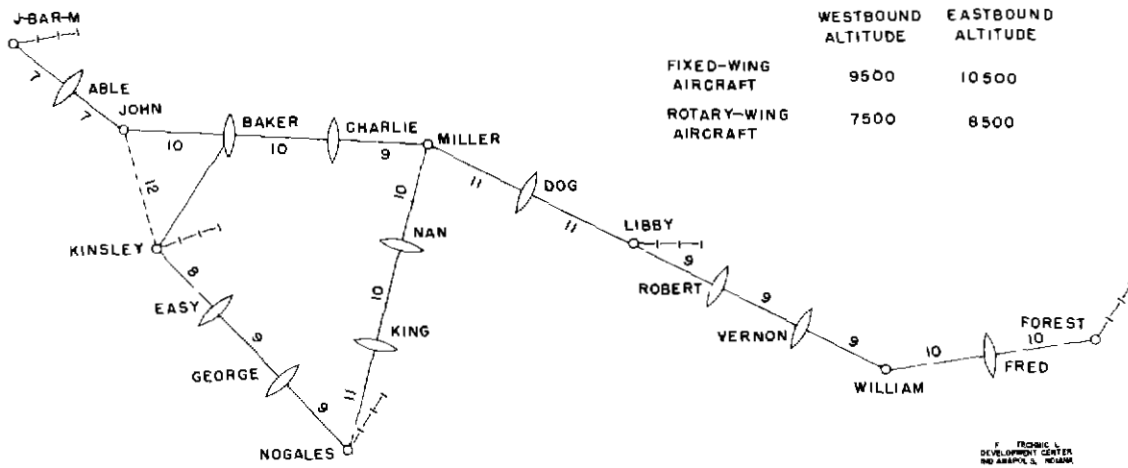 J-BAR-M
WESTBOUND EASTBOUND
ALTITUDE ALTITUDE
FIXED-WING
AIRCRAFT 9500 10500
ROTARY-WING
AIRCRAFT 7500 8500
7
ABLE
7
JOHN
BAKER
CHARLIE
MILLER
10
10
9
12
10
11
DOG
11
KINSLEY
NAN
LIBBY
8
10
9
ROBERT
EASY
9
9
KING
VERNON
9
FOREST
GEORGE
9
11
10
10
FRED
WILLIAM
NOGALES
DEVELOPMENT CENTER